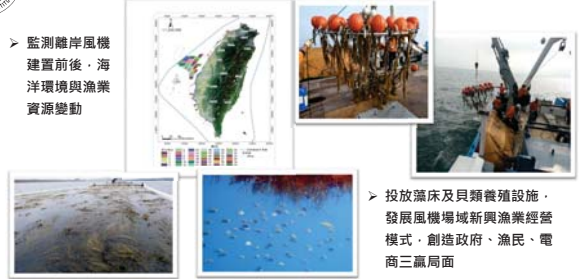 ➢ 監測離岸風機
建置前後，海
洋環境與漁業
資源變動
➢ 投放藻床及貝類養殖設施，
發展風機場域新興漁業經營
模式，創造政府、漁民、電
商三贏局面